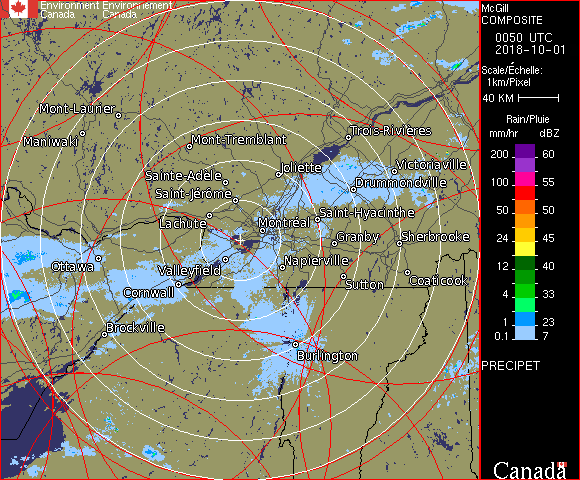 Environment Environnement
Canada Canada
McGill
COMPOSITE
0050 UTC
2018-10-01
Scale/Échelle:
1km/Pixel
40 KM
Rain/Pluie
mm/hr dBZ
200 60
100 55
50 50
24 45
12 40
4 33
1 23
0.1 7
PRECIPET
Canada
Mont-Laurier
Maniwaki
Mont-Tremblant
Trois-Rivières
Joliette
Victoriaville
Sainte-Adèle
Drummondville
Saint-Jérôme
Saint-Hyacinthe
Lachute
Montréal
Granby
Sherbrooke
Ottawa
Valleyfield
Napierville
Cornwall
Sutton
Coaticook
Brockville
Burlington